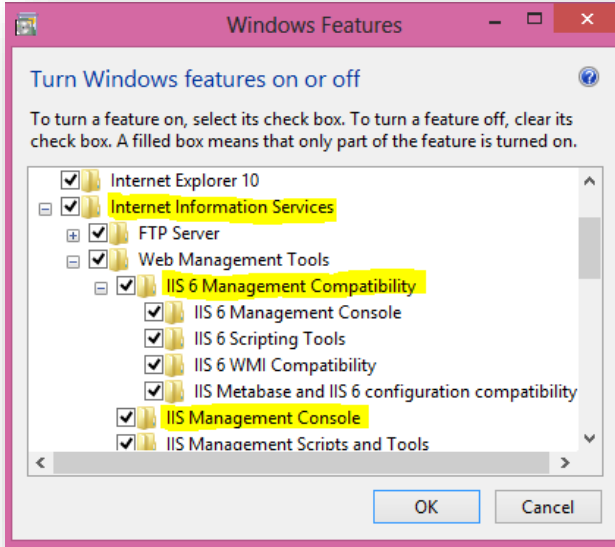 Windows Features
Turn Windows features on or off
To turn a feature on, select its check box. To turn a feature off, clear its
check box. A filled box means that only part of the feature is turned on.
Internet Explorer 10
Internet Information Services
FTP Server
Web Management Tools
IIS 6 Management Compatibility
IIS 6 Management Console
IIS 6 Scripting Tools
IIS 6 WMI Compatibility
IIS Metabase and IIS 6 configuration compatibility
IIS Management Console
IIS Management Scripts and Tools
OK Cancel